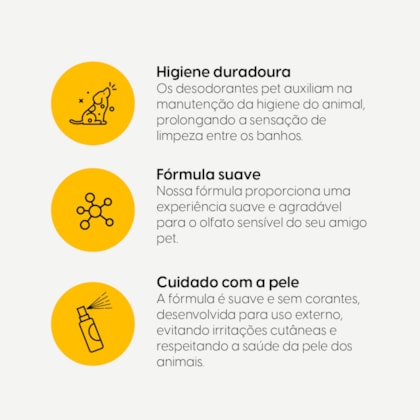 Higiene duradoura
Os desodorantes pet auxiliam na
manutenção da higiene do animal,
prolongando a sensação de
limpeza entre os banhos.
Fórmula suave
Nossa fórmula proporciona uma
experiência suave e agradável
para o olfato sensível do seu amigo
pet.
Cuidado com a pele
A fórmula é suave e sem corantes,
desenvolvida para uso externo,
evitando irritações cutâneas e
respeitando a saúde da pele dos
animais.